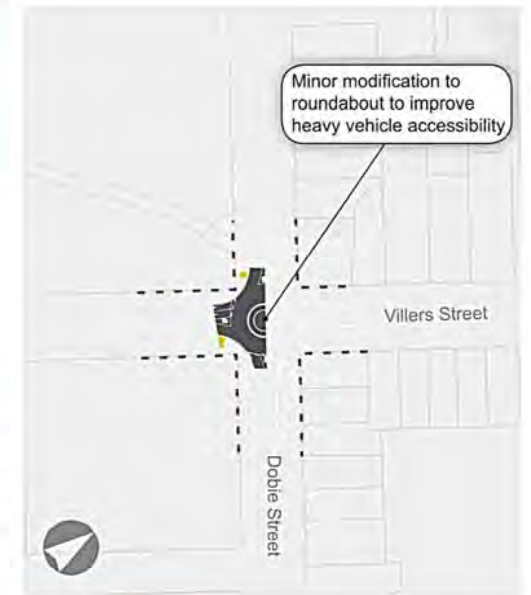 Minor modification to
roundabout to improve
heavy vehicle accessibility
Villers Street
Dobie Street